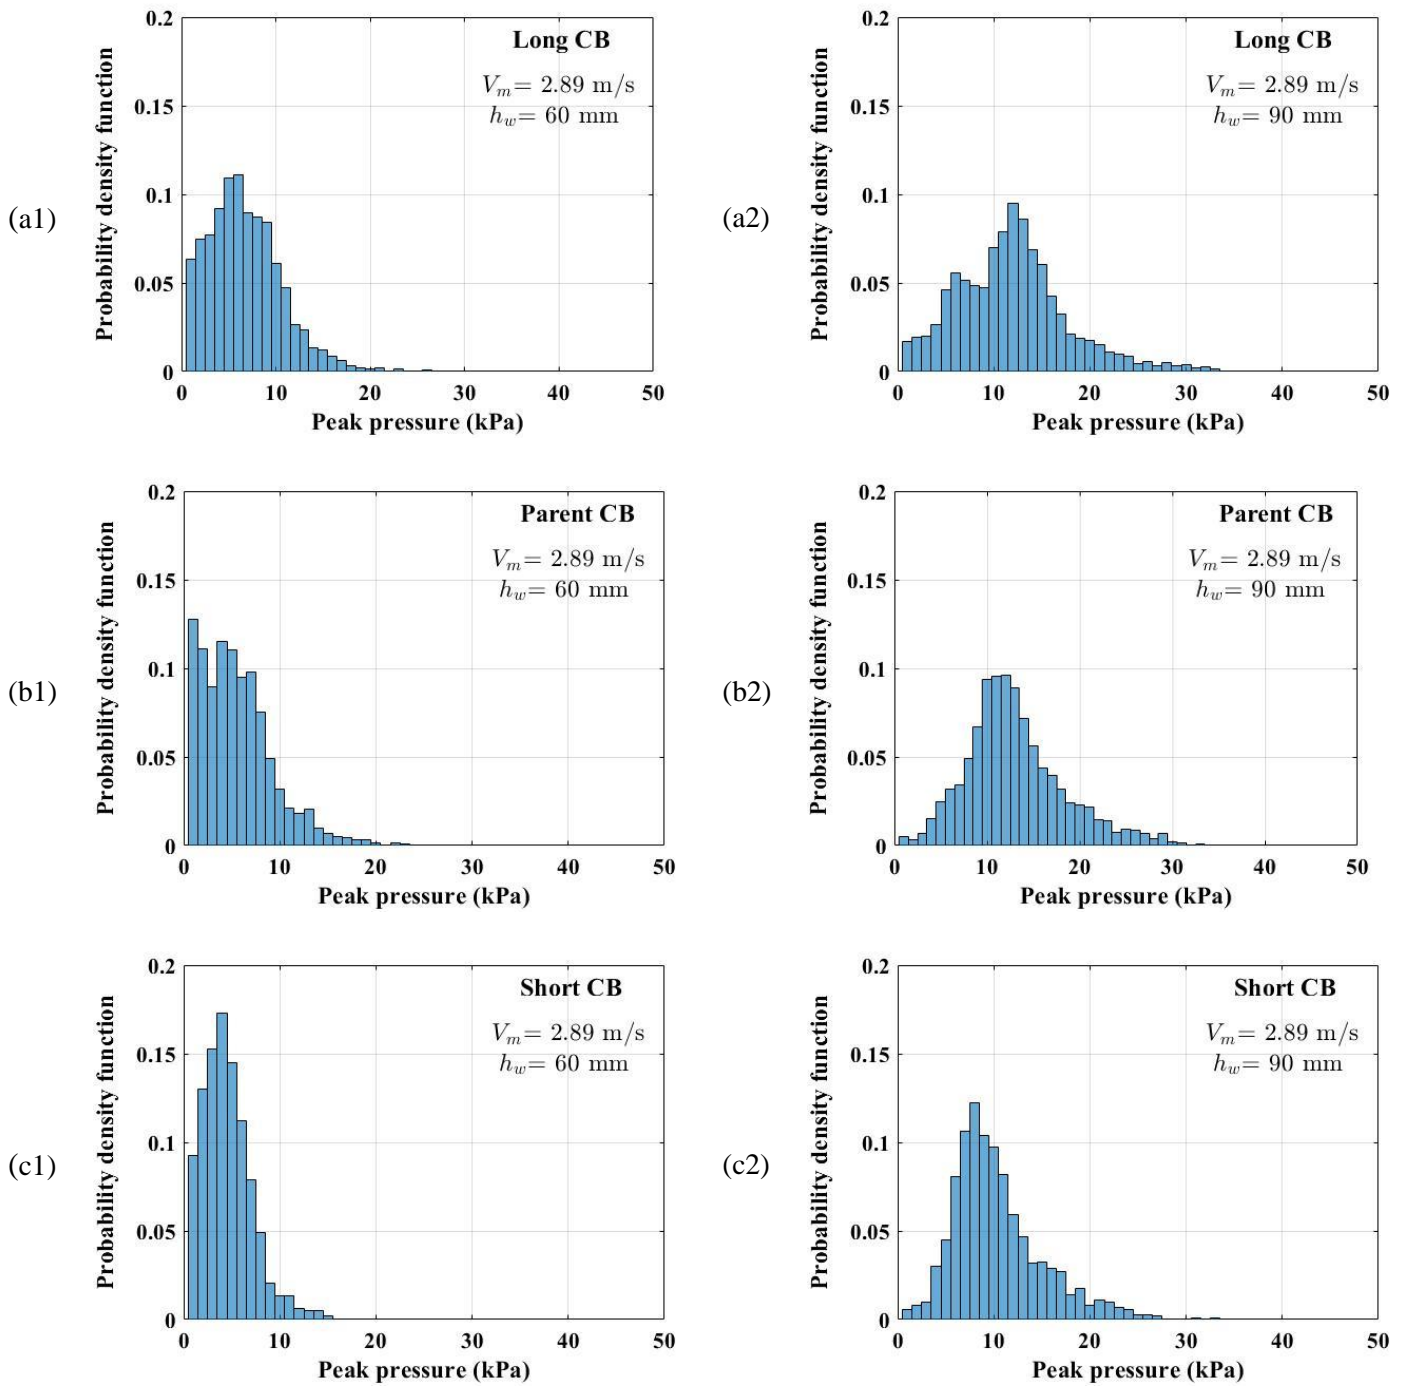 (a1)
Probability density function
0.2
0.15
0.1
0.05
0
Long CB
V_m= 2.89 m/s
h_w= 60 mm
0 10 20 30 40 50
Peak pressure (kPa)
(a2)
Probability density function
0.2
0.15
0.1
0.05
0
Long CB
V_m= 2.89 m/s
h_w= 90 mm
0 10 20 30 40 50
Peak pressure (kPa)
(b1)
Probability density function
0.2
0.15
0.1
0.05
0
Parent CB
V_m= 2.89 m/s
h_w= 60 mm
0 10 20 30 40 50
Peak pressure (kPa)
(b2)
Probability density function
0.2
0.15
0.1
0.05
0
Parent CB
V_m= 2.89 m/s
h_w= 90 mm
0 10 20 30 40 50
Peak pressure (kPa)
(c1)
Probability density function
0.2
0.15
0.1
0.05
0
Short CB
V_m= 2.89 m/s
h_w= 60 mm
0 10 20 30 40 50
Peak pressure (kPa)
(c2)
Probability density function
0.2
0.15
0.1
0.05
0
Short CB
V_m= 2.89 m/s
h_w= 90 mm
0 10 20 30 40 50
Peak pressure (kPa)